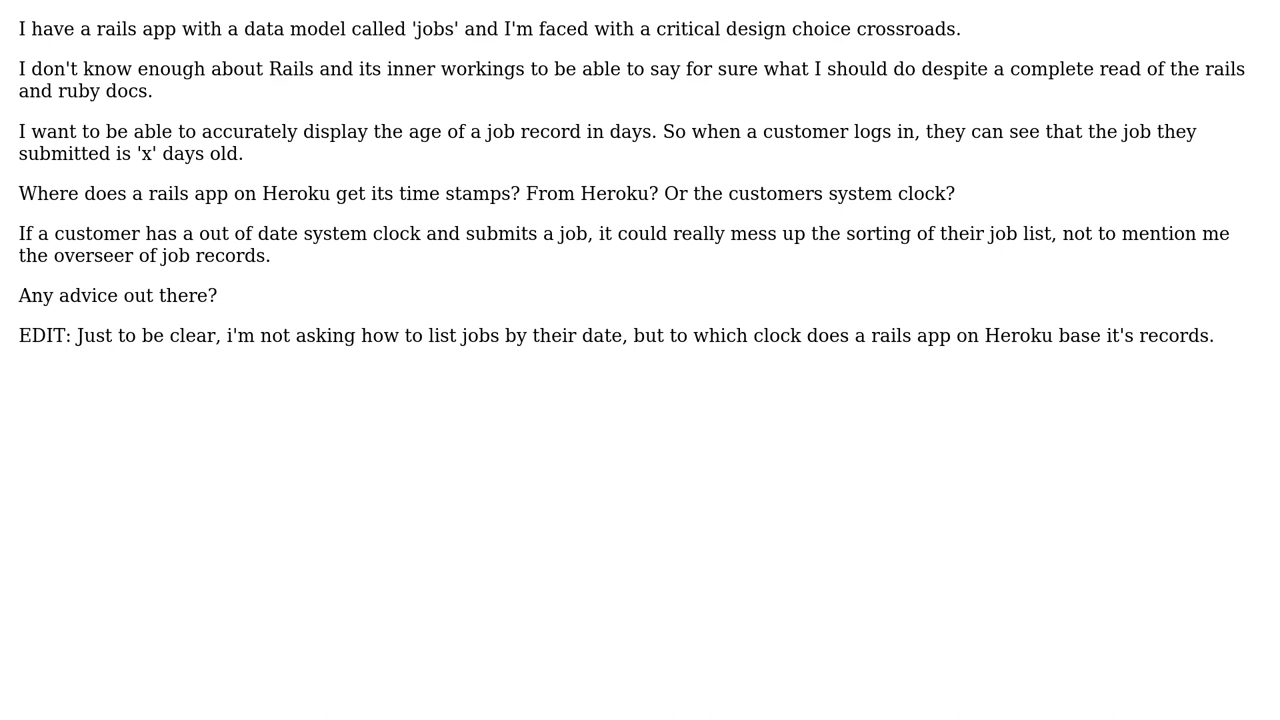 I have a rails app with a data model called 'jobs' and I'm faced with a critical design choice crossroads.
I don't know enough about Rails and its inner workings to be able to say for sure what I should do despite a complete read of the rails
and ruby docs.
I want to be able to accurately display the age of a job record in days. So when a customer logs in, they can see that the job they
submitted is 'x' days old.
Where does a rails app on Heroku get its time stamps? From Heroku? Or the customers system clock?
If a customer has a out of date system clock and submits a job, it could really mess up the sorting of their job list, not to mention me
the overseer of job records.
Any advice out there?
EDIT: Just to be clear, i'm not asking how to list jobs by their date, but to which clock does a rails app on Heroku base it's records.